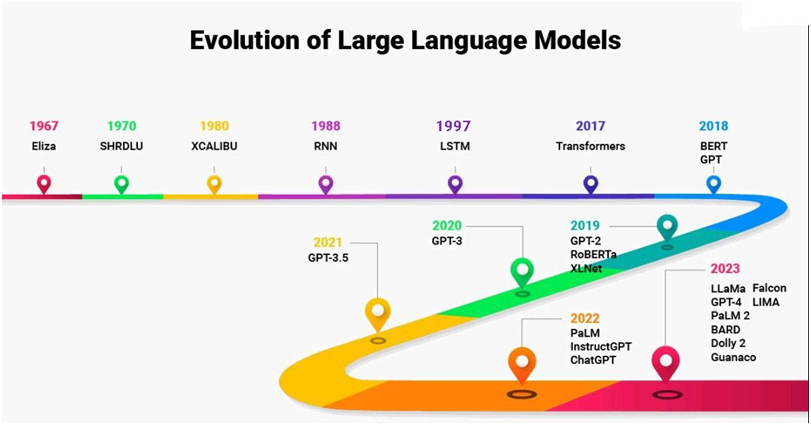 Evolution of Large Language Models
1967
Eliza
1970
SHRDLU
1980
XCALIBU
1988
RNN
1997
LSTM
2017
Transformers
2018
BERT
GPT
2019
GPT-2
RoBERTa
XLNet
2020
GPT-3
2021
GPT-3.5
2022
PaLM
InstructGPT
ChatGPT
2023
LLaMa Falcon
GPT-4 LIMA
PaLM 2
BARD
Dolly 2
Guanaco